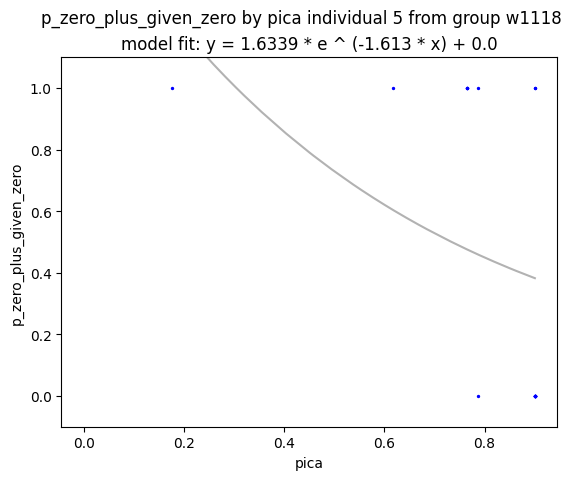 p_zero_plus_given_zero by pica individual 5 from group w1118
model fit: y = 1.6339 * e ^ (-1.613 * x) + 0.0
1.0
0.8
0.6
0.4
0.2
0.0
p_zero_plus_given_zero
0.0 0.2 0.4 0.6 0.8
pica